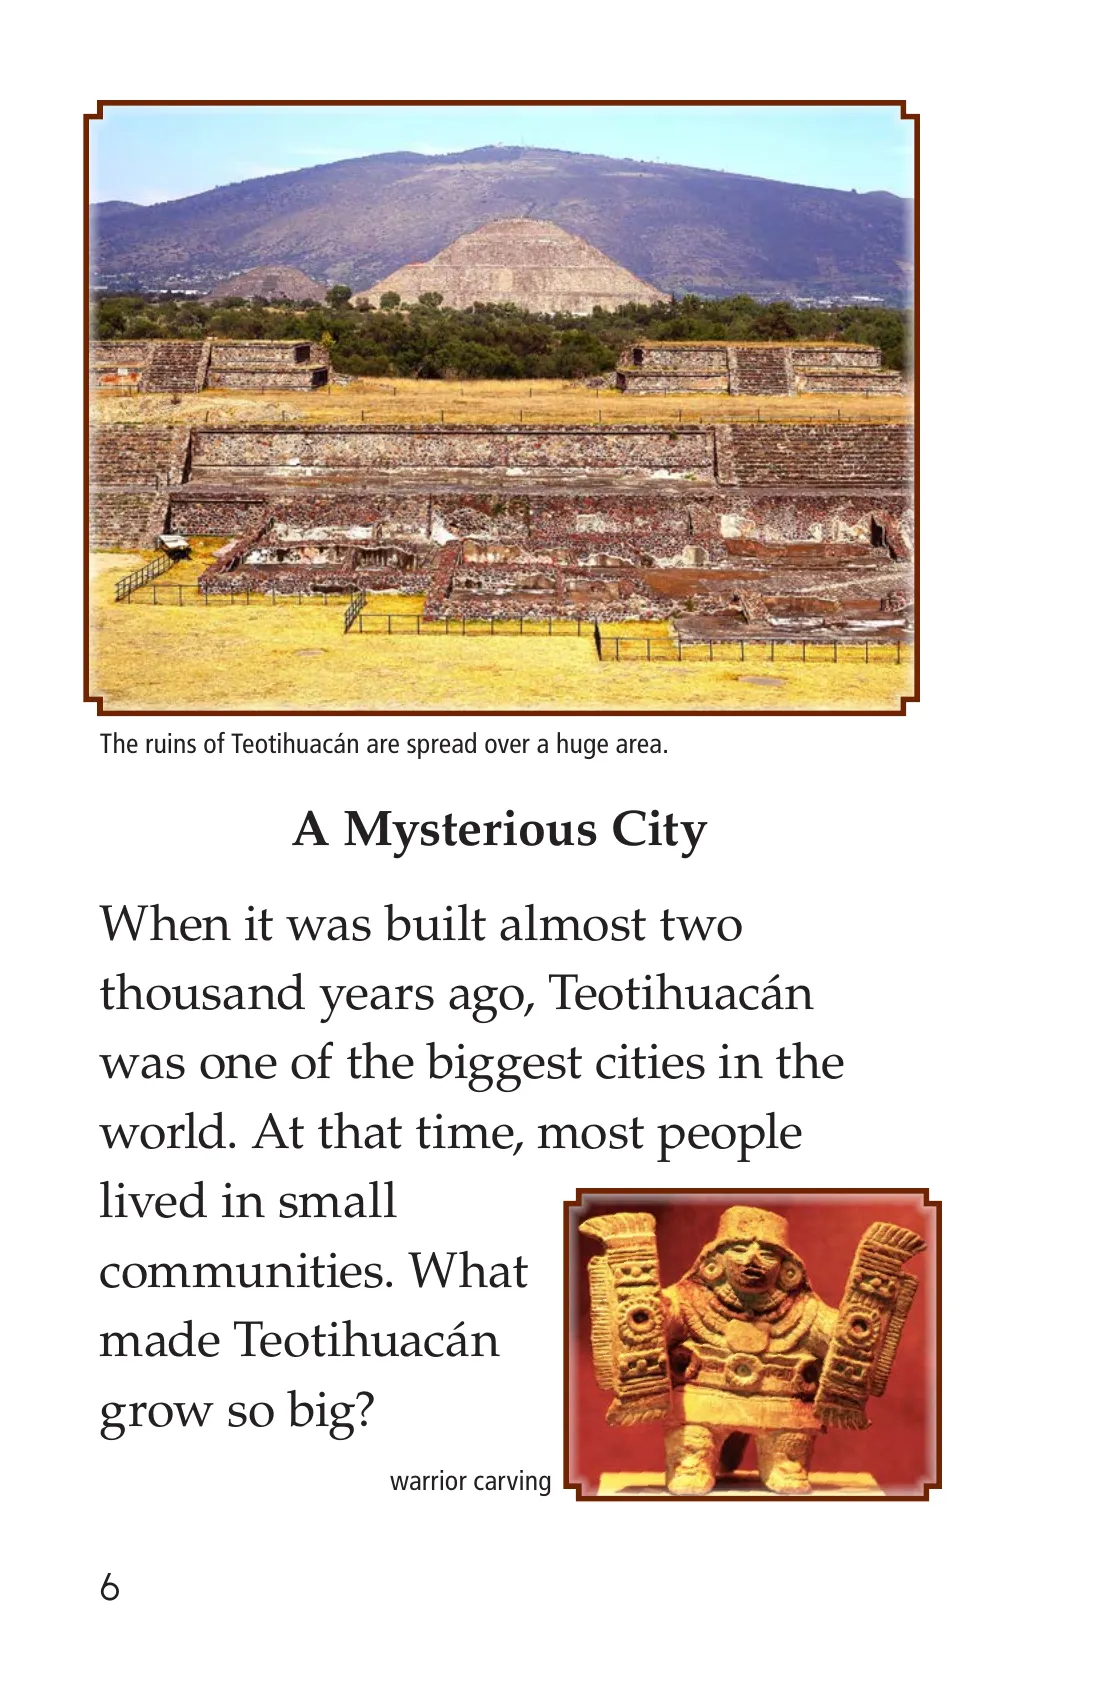 The ruins of Teotihuacán are spread over a huge area.
A Mysterious City
When it was built almost two
thousand years ago, Teotihuacán
was one of the biggest cities in the
world. At that time, most people
lived in small
communities. What
made Teotihuacán
grow so big?
warrior carving
6